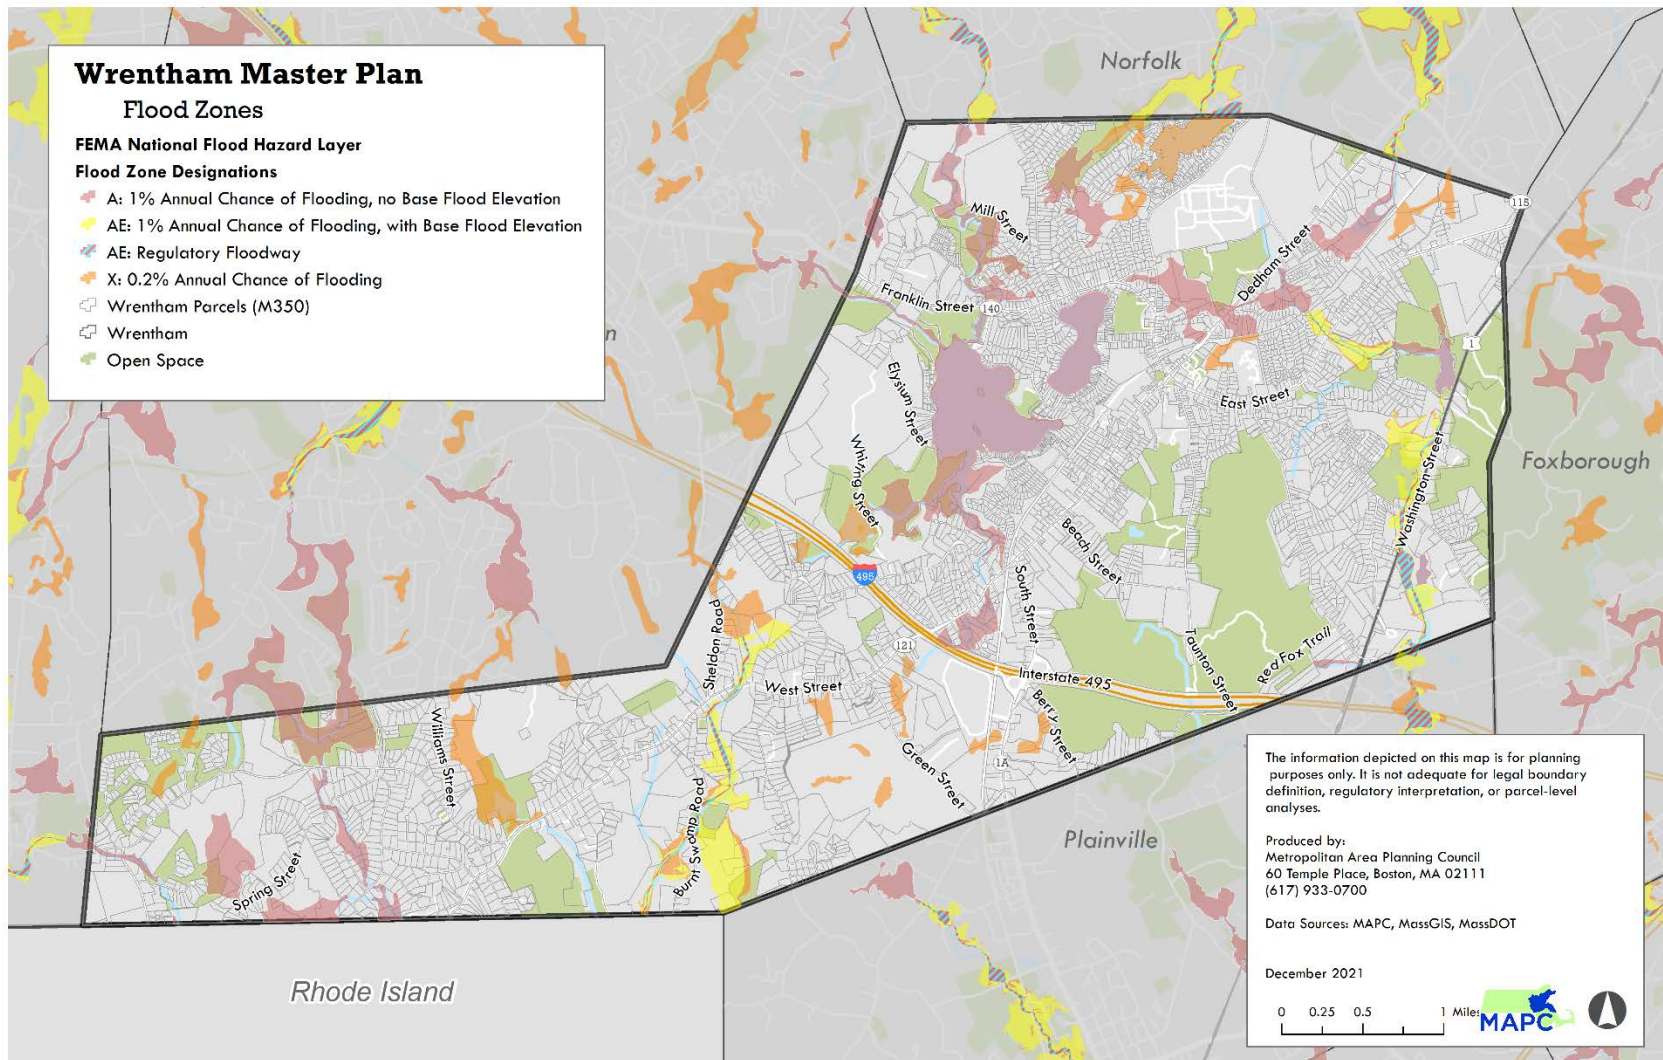 Wrentham Master Plan
Flood Zones
FEMA National Flood Hazard Layer
Flood Zone Designations
A: 1% Annual Chance of Flooding, no Base Flood Elevation
AE: 1% Annual Chance of Flooding, with Base Flood Elevation
AE: Regulatory Floodway
X: 0.2% Annual Chance of Flooding
Wrentham Parcels (M350)
Wrentham
Open Space
n
Norfolk
115
Mill Street
Dedham Street
Franklin Street
140
1
Elysium Street
East Street
Whiting Street
Washington Street
Foxborough
Beach Street
495
South Street
Sheldon Road
121
Taunton Street
Red Fox Trail
West Street
Interstate 495
Berry Street
Williams Street
Green Street
1A
Burnt Swamp Road
Spring Street
Plainville
Rhode Island
The information depicted on this map is for planning
purposes only. It is not adequate for legal boundary
definition, regulatory interpretation, or parcel-level
analyses.
Produced by:
Metropolitan Area Planning Council
60 Temple Place, Boston, MA 02111
(617) 933-0700
Data Sources: MAPC, MassGIS, MassDOT
December 2021
0 0.25 0.5 1 Miles
MAPC